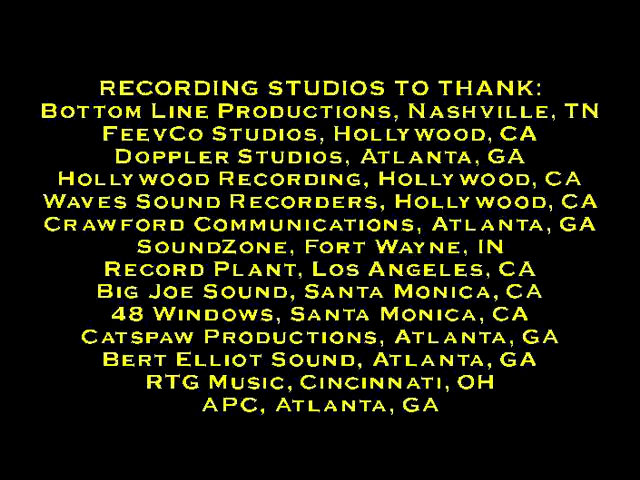 RECORDING STUDIOS TO THANK:
BOTTOM LINE PRODUCTIONS, NASHVILLE, TN
FEEVCO STUDIOS, HOLLYWOOD, CA
DOPPLER STUDIOS, ATLANTA, GA
HOLLYWOOD RECORDING, HOLLYWOOD, CA
WAVES SOUND RECORDERS, HOLLYWOOD, CA
CRAWFORD COMMUNICATIONS, ATLANTA, GA
SOUNDZONE, FORT WAYNE, IN
RECORD PLANT, LOS ANGELES, CA
BIG JOE SOUND, SANTA MONICA, CA
48 WINDOWS, SANTA MONICA, CA
CATSPAW PRODUCTIONS, ATLANTA, GA
BERT ELLIOT SOUND, ATLANTA, GA
RTG MUSIC, CINCINNATI, OH
APC, ATLANTA, GA